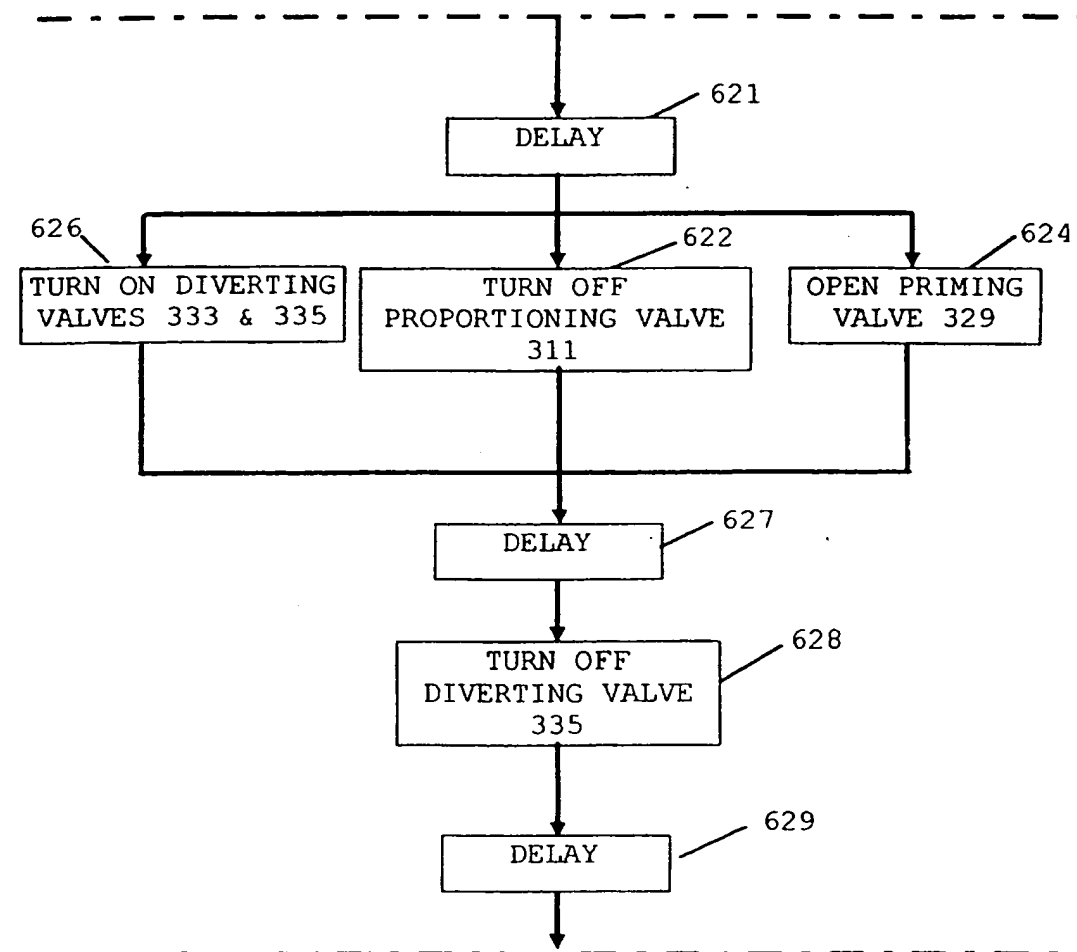 621
DELAY
626
622
624
TURN ON DIVERTING
VALVES 333 & 335
TURN OFF
PROPORTIONING VALVE
311
OPEN PRIMING
VALVE 329
627
DELAY
628
TURN OFF
DIVERTING VALVE
335
629
DELAY